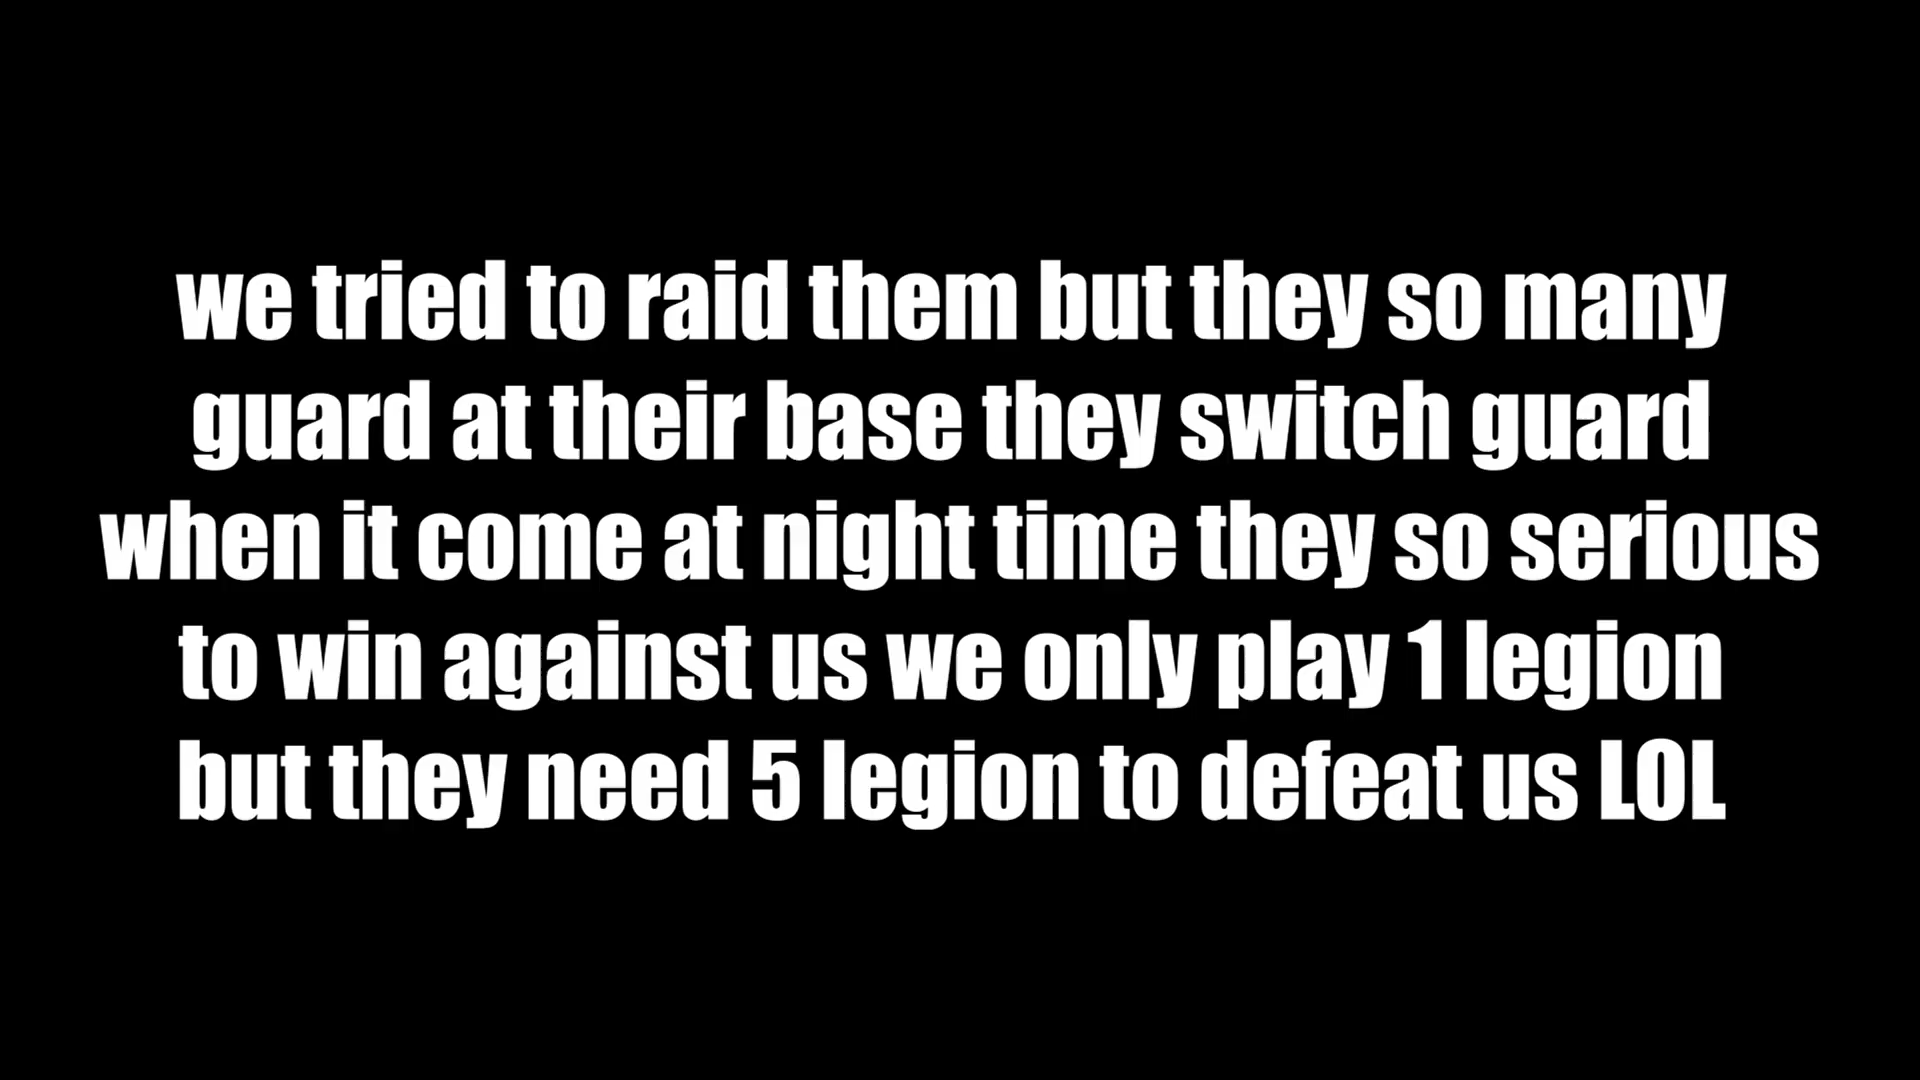 we tried to raid them but they so many
guard at their base they switch guard
when it come at night time they so serious
to win against us we only play 1 legion
but they need 5 legion to defeat us LOL